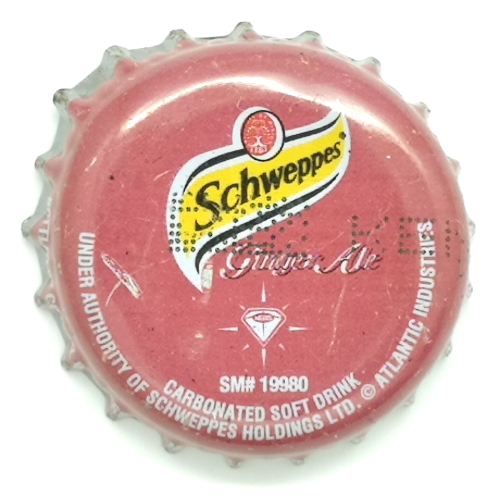 Schweppes
Ginger Ale
SM# 19980
CARBONATED SOFT DRINK
UNDER AUTHORITY OF SCHWEPPES HOLDINGS LTD. © ATLANTIC INDUSTRIES